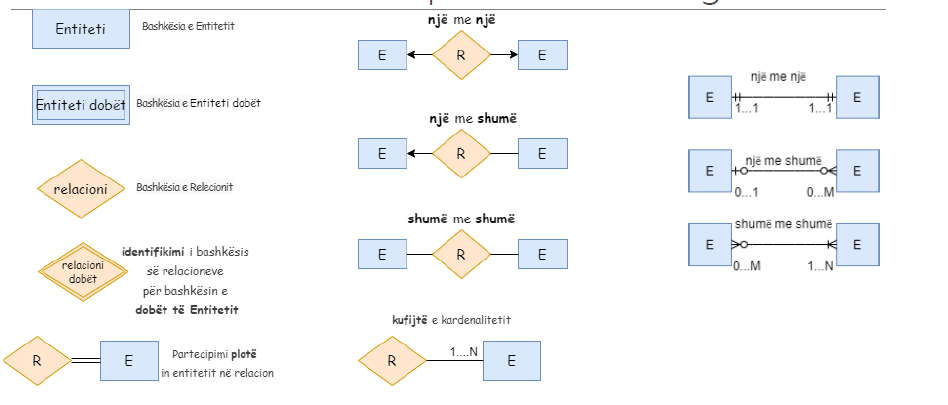 Entiteti
Bashkësia e Entitetit
Entiteti dobët
Bashkësia e Entiteti dobët
relacioni
Bashkësia e Relecionit
relacioni
dobët
identifikimi i bashkësis
së relacioneve
për bashkësin e
dobët të Entitetit
R
E
Partecipimi plotë
in entitetit në relacion
një me një
E
R
E
një me shumë
E
R
E
shumë me shumë
E
R
E
kufijtë e kardenalitetit
R
1....N
E
një me një
E
E
1...1
1...1
një me shumë
E
E
0...1
0...M
shumë me shumë
E
E
0...M
1...N